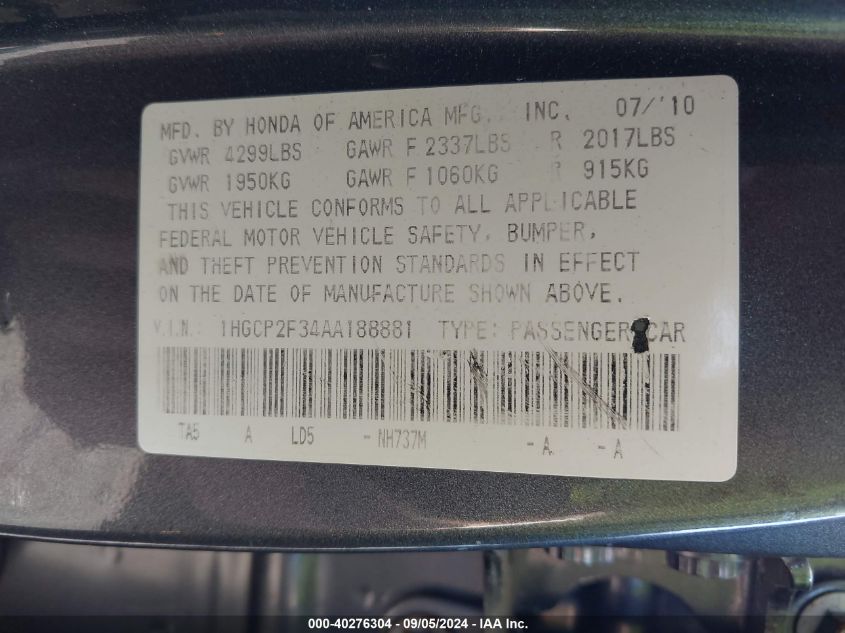 MFD. BY HONDA OF AMERICA MFG. INC. 07/'10
GVWR 4299LBS GAWR F 2337LBS R 2017LBS
GVWR 1950KG GAWR F 1060KG R 915KG
THIS VEHICLE CONFORMS TO ALL APPLICABLE
FEDERAL MOTOR VEHICLE SAFETY, BUMPER,
AND THEFT PREVENTION STANDARDS IN EFFECT
ON THE DATE OF MANUFACTURE SHOWN ABOVE.
V.I.N.: 1HGCP2F34AA188881 TYPE: PASSENGER CAR
TA5 A LD5 - NH737M - A - A
000-40276304 - 09/05/2024 - IAA Inc.